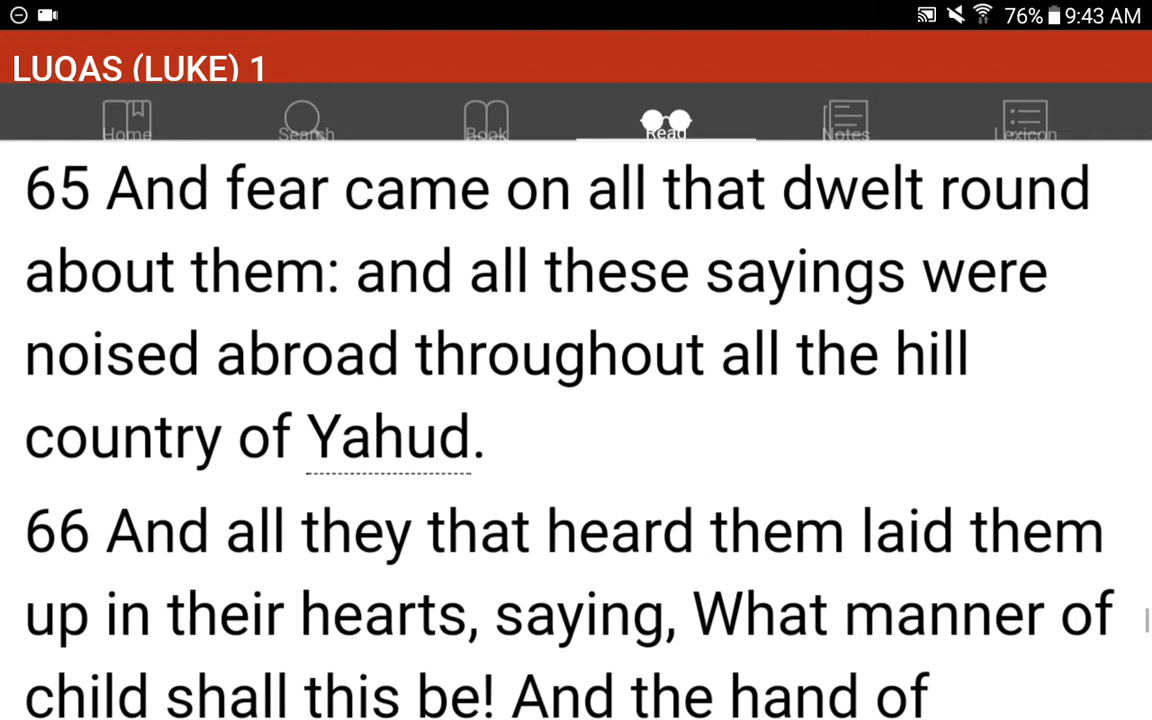 76% 9:43 AM
LUQAS (LUKE) 1
Home Search Book Read Notes Lexicon
65 And fear came on all that dwelt round
about them: and all these sayings were
noised abroad throughout all the hill
country of Yahud.
66 And all they that heard them laid them
up in their hearts, saying, What manner of
child shall this be! And the hand of